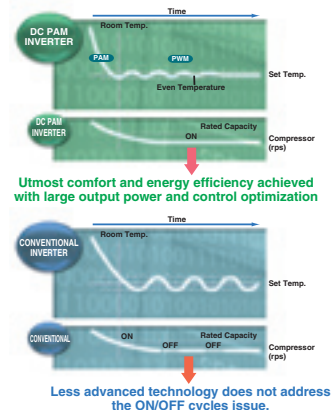 Time
Room Temp.
DC PAM
INVERTER
PAM
PWM
Set Temp.
Even Temperature
DC PAM
INVERTER
Rated Capacity
ON
Compressor
(rps)
Utmost comfort and energy efficiency achieved
with large output power and control optimization
Time
Room Temp.
CONVENTIONAL
INVERTER
Set Temp.
CONVENTIONAL
ON
Rated Capacity
OFF
OFF
Compressor
(rps)
Less advanced technology does not address
the ON/OFF cycles issue.